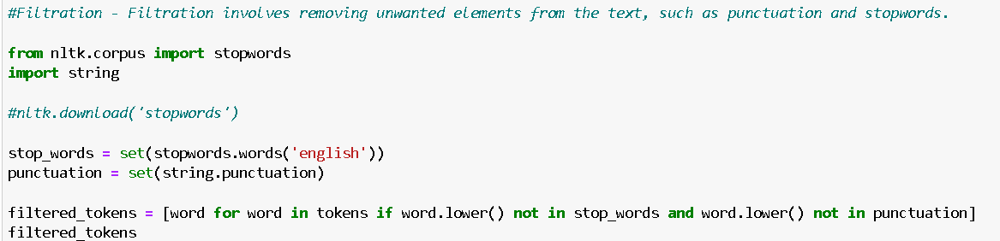 #Filtration - Filtration involves removing unwanted elements from the text, such as punctuation and stopwords.
from nltk.corpus import stopwords
import string
#nltk.download('stopwords')
stop_words = set(stopwords.words('english'))
punctuation = set(string.punctuation)
filtered_tokens = [word for word in tokens if word.lower() not in stop_words and word.lower() not in punctuation]
filtered_tokens